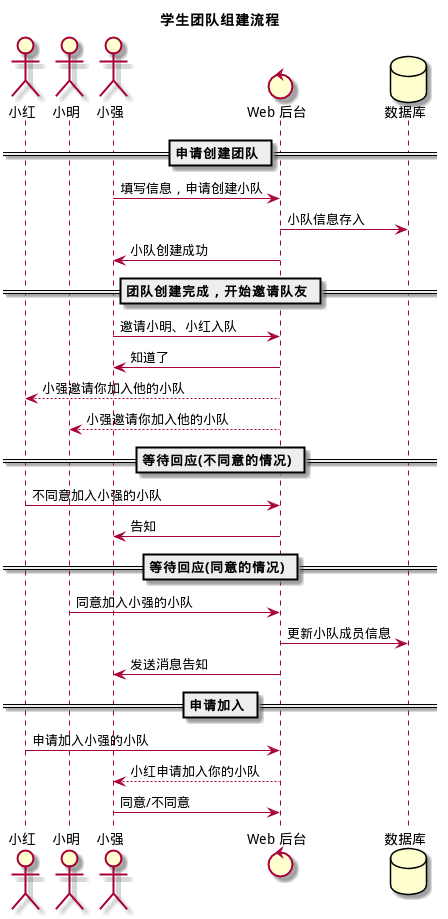 学生团队组建流程
小红 小明 小强 Web 后台 数据库
申请创建团队
填写信息，申请创建小队
小队信息存入
小队创建成功
团队创建完成，开始邀请队友
邀请小明、小红入队
知道了
小强邀请你加入他的小队
小强邀请你加入他的小队
等待回应(不同意的情况)
不同意加入小强的小队
告知
等待回应(同意的情况)
同意加入小强的小队
更新小队成员信息
发送消息告知
申请加入
申请加入小强的小队
小红申请加入你的小队
同意/不同意
小红 小明 小强 Web 后台 数据库